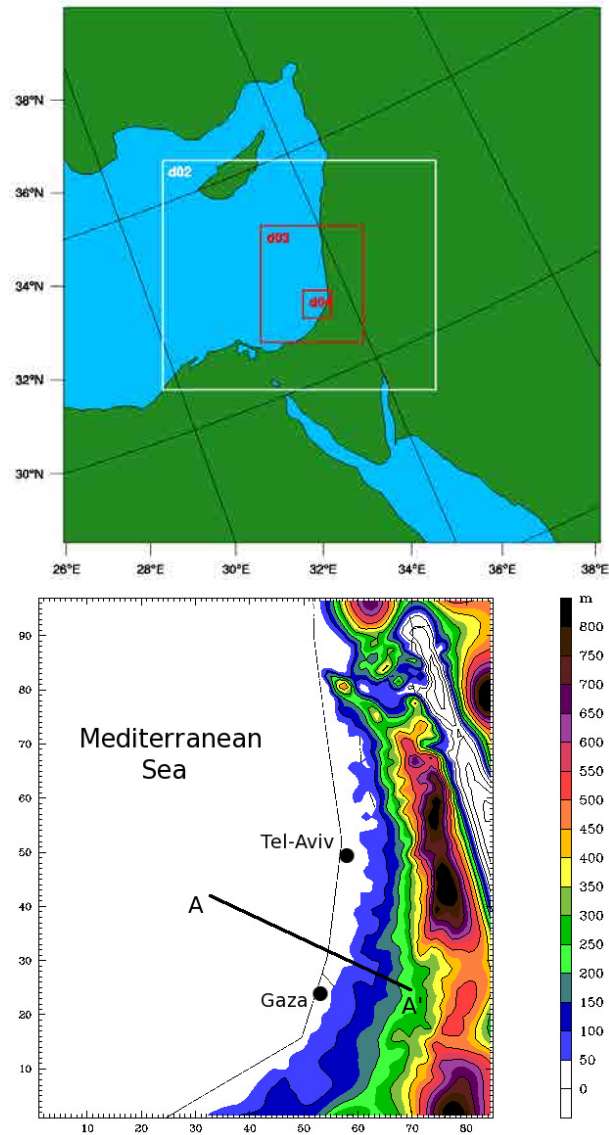 38°N
36°N
34°N
32°N
30°N
d02
d03
d04
26°E
28°E
30°E
32°E
34°E
36°E
38°E
90
80
70
60
50
40
30
20
10
Mediterranean
Sea
Tel-Aviv
A
Gaza
A'
10
20
30
40
50
60
70
80
m
800
750
700
650
600
550
500
450
400
350
300
250
200
150
100
50
0